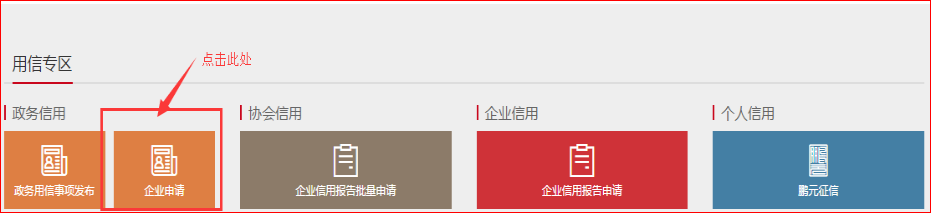 用信专区
点击此处
政务信用
协会信用
企业信用
个人信用
政务用信事项发布
企业申请
企业信用报告批量申请
企业信用报告申请
鹏元征信